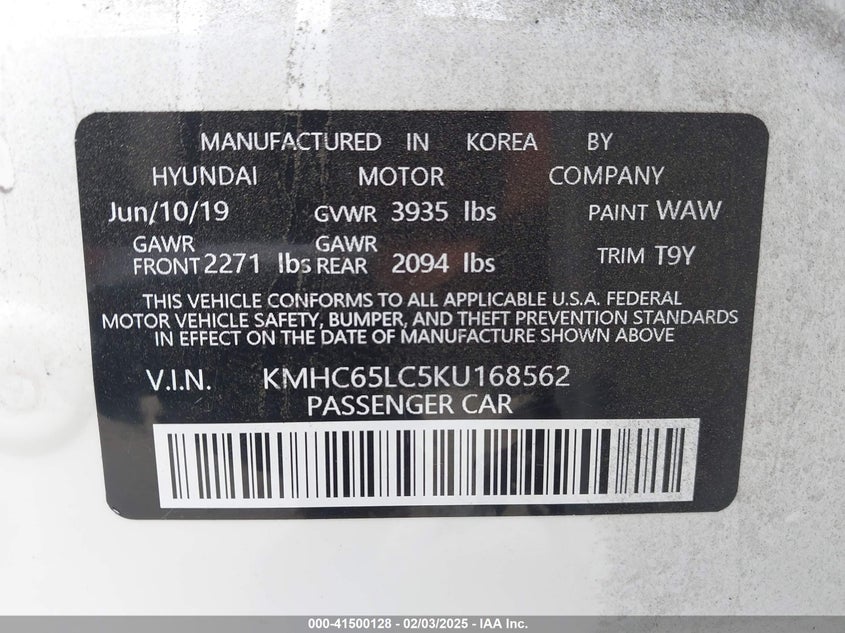 MANUFACTURED IN KOREA BY
HYUNDAI MOTOR COMPANY
Jun/10/19 GVWR 3935 lbs PAINT WAW
GAWR FRONT 2271 lbs GAWR REAR 2094 lbs TRIM T9Y
THIS VEHICLE CONFORMS TO ALL APPLICABLE U.S.A. FEDERAL
MOTOR VEHICLE SAFETY, BUMPER, AND THEFT PREVENTION STANDARDS
IN EFFECT ON THE DATE OF MANUFACTURE SHOWN ABOVE
V.I.N. KMHC65LC5KU168562
PASSENGER CAR
000-41500128 - 02/03/2025 - IAA Inc.